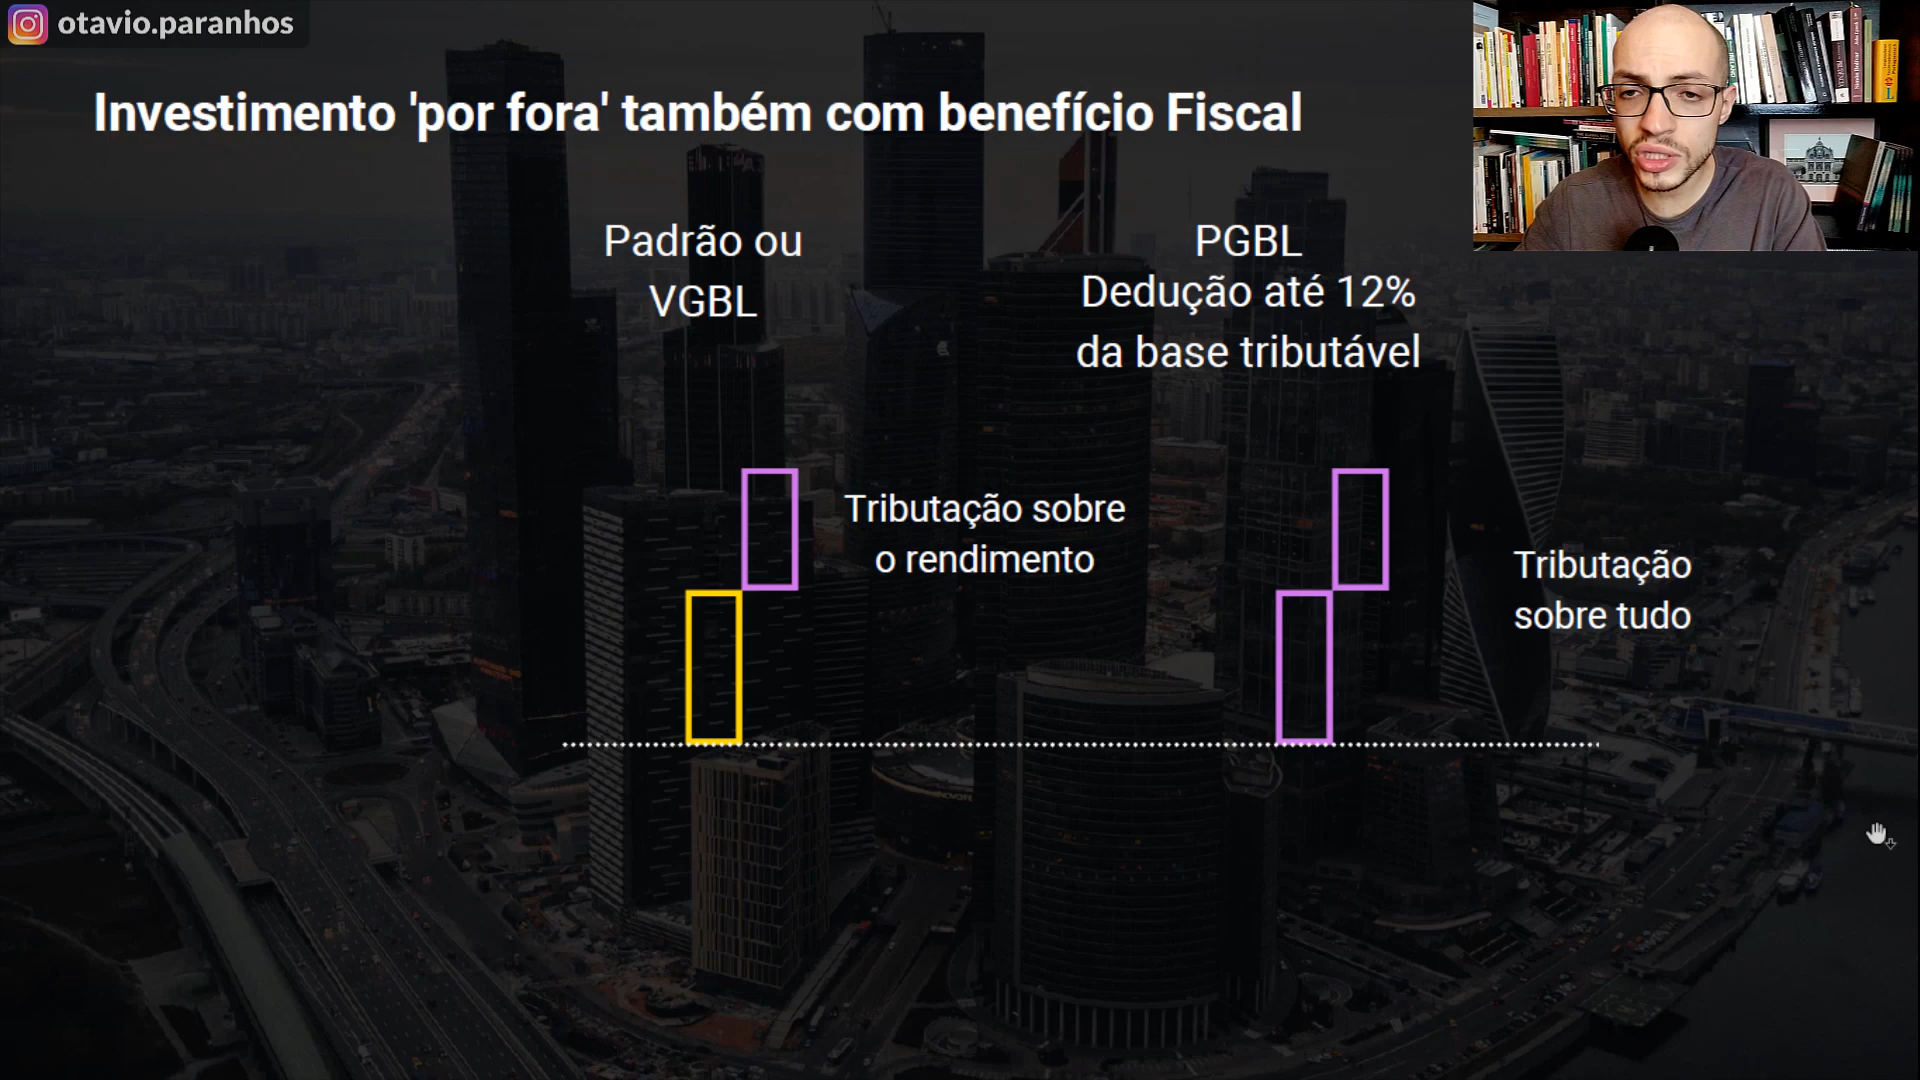 otavio.paranhos
Investimento 'por fora' também com benefício Fiscal
Padrão ou
VGBL
PGBL
Dedução até 12%
da base tributável
Tributação sobre
o rendimento
Tributação
sobre tudo